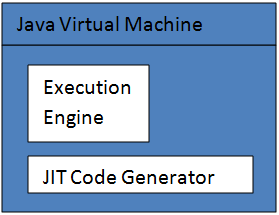 Java Virtual Machine
Execution
Engine
JIT Code Generator